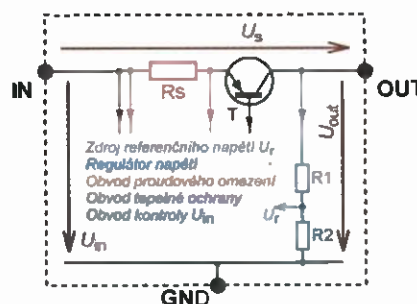 Us
IN
Rs
OUT
T
Uout
Zdroj referenčního napětí Ur
Regulátor napětí
Obvod proudového omezení
Obvod tepelné ochrany
Obvod kontroly Uin
R1
Ur
R2
Uin
GND